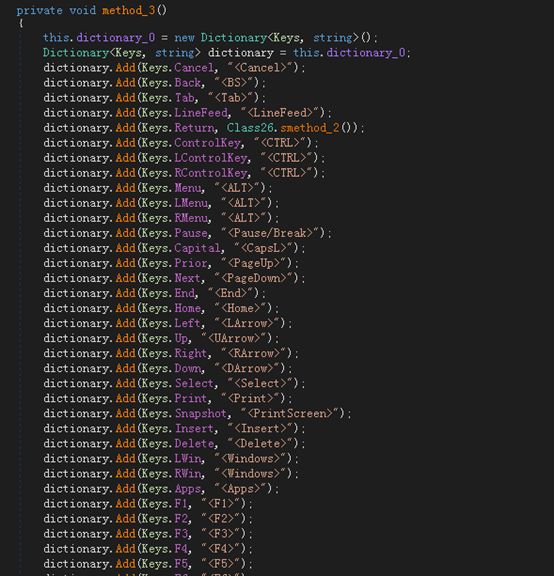 private void method_3()
{
this.dictionary_0 = new Dictionary<Keys, string>();
Dictionary<Keys, string> dictionary = this.dictionary_0;
dictionary.Add(Keys.Cancel, "<Cancel>");
dictionary.Add(Keys.Back, "<BS>");
dictionary.Add(Keys.Tab, "<Tab>");
dictionary.Add(Keys.LineFeed, "<LineFeed>");
dictionary.Add(Keys.Return, Class26.smethod_2());
dictionary.Add(Keys.ControlKey, "<CTRL>");
dictionary.Add(Keys.LControlKey, "<CTRL>");
dictionary.Add(Keys.RControlKey, "<CTRL>");
dictionary.Add(Keys.Menu, "<ALT>");
dictionary.Add(Keys.LMenu, "<ALT>");
dictionary.Add(Keys.RMenu, "<ALT>");
dictionary.Add(Keys.Pause, "<Pause/Break>");
dictionary.Add(Keys.Capital, "<CapsL>");
dictionary.Add(Keys.Prior, "<PageUp>");
dictionary.Add(Keys.Next, "<PageDown>");
dictionary.Add(Keys.End, "<End>");
dictionary.Add(Keys.Home, "<Home>");
dictionary.Add(Keys.Left, "<LArrow>");
dictionary.Add(Keys.Up, "<UArrow>");
dictionary.Add(Keys.Right, "<RArrow>");
dictionary.Add(Keys.Down, "<DArrow>");
dictionary.Add(Keys.Select, "<Select>");
dictionary.Add(Keys.Print, "<Print>");
dictionary.Add(Keys.Snapshot, "<PrintScreen>");
dictionary.Add(Keys.Insert, "<Insert>");
dictionary.Add(Keys.Delete, "<Delete>");
dictionary.Add(Keys.LWin, "<Windows>");
dictionary.Add(Keys.RWin, "<Windows>");
dictionary.Add(Keys.Apps, "<Apps>");
dictionary.Add(Keys.F1, "<F1>");
dictionary.Add(Keys.F2, "<F2>");
dictionary.Add(Keys.F3, "<F3>");
dictionary.Add(Keys.F4, "<F4>");
dictionary.Add(Keys.F5, "<F5>");